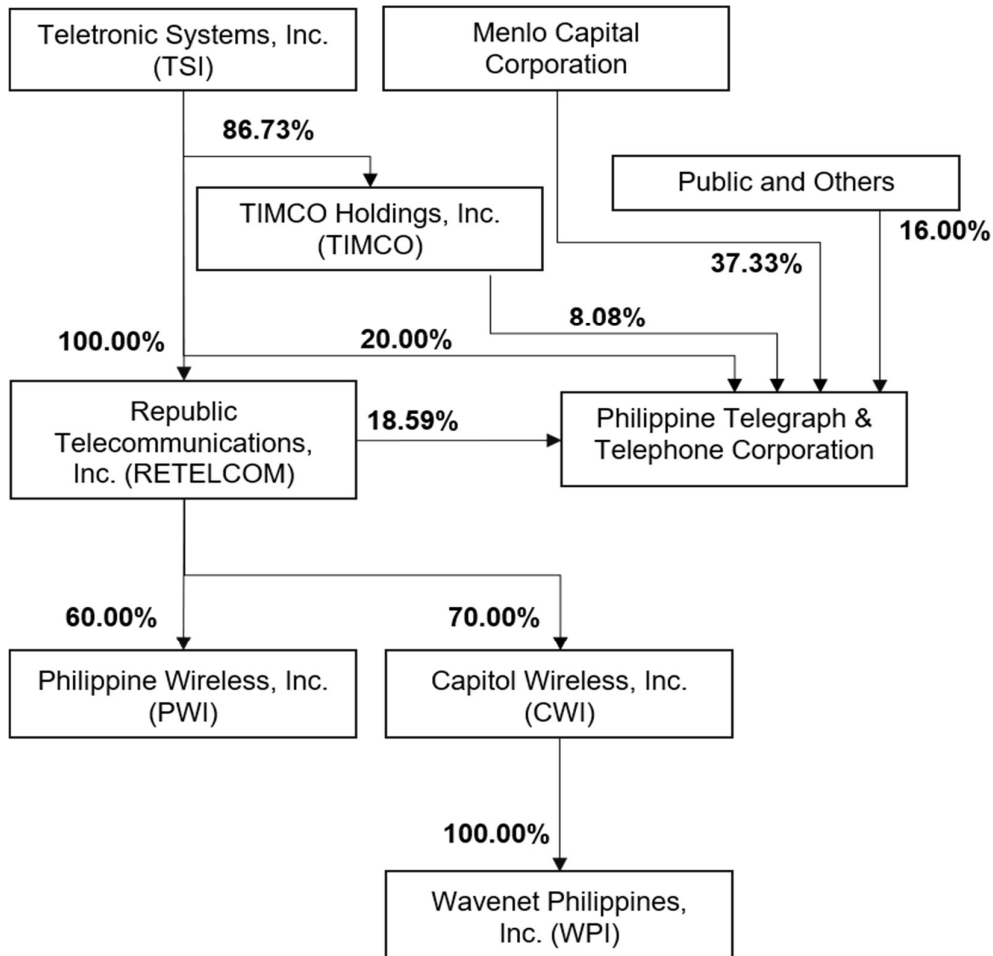 Teletronic Systems, Inc.
(TSI)
Menlo Capital
Corporation
86.73%
Public and Others
TIMCO Holdings, Inc.
(TIMCO)
16.00%
37.33%
8.08%
100.00%
20.00%
Republic
Telecommunications,
Inc. (RETELCOM)
18.59%
Philippine Telegraph &
Telephone Corporation
60.00%
70.00%
Philippine Wireless, Inc.
(PWI)
Capitol Wireless, Inc.
(CWI)
100.00%
Wavenet Philippines,
Inc. (WPI)